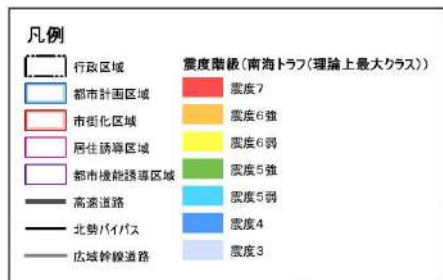 凡例
行政区域
都市計画区域
市街化区域
居住誘導区域
都市機能誘導区域
高速道路
北勢バイパス
広域幹線道路
震度階級(南海トラフ(理論上最大クラス))
震度7
震度6強
震度6弱
震度5強
震度5弱
震度4
震度3